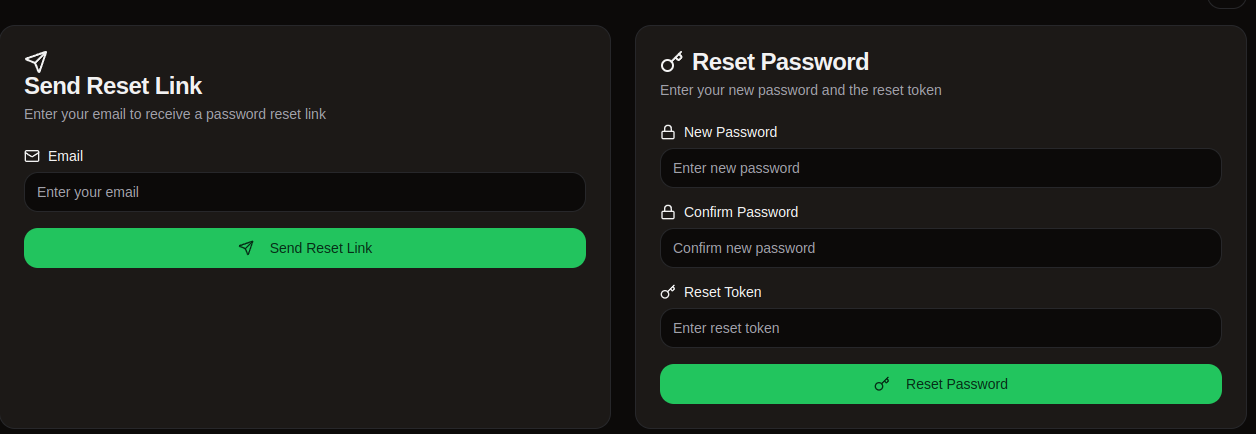 Send Reset Link
Enter your email to receive a password reset link
Email
Enter your email
Send Reset Link
Reset Password
Enter your new password and the reset token
New Password
Enter new password
Confirm Password
Confirm new password
Reset Token
Enter reset token
Reset Password